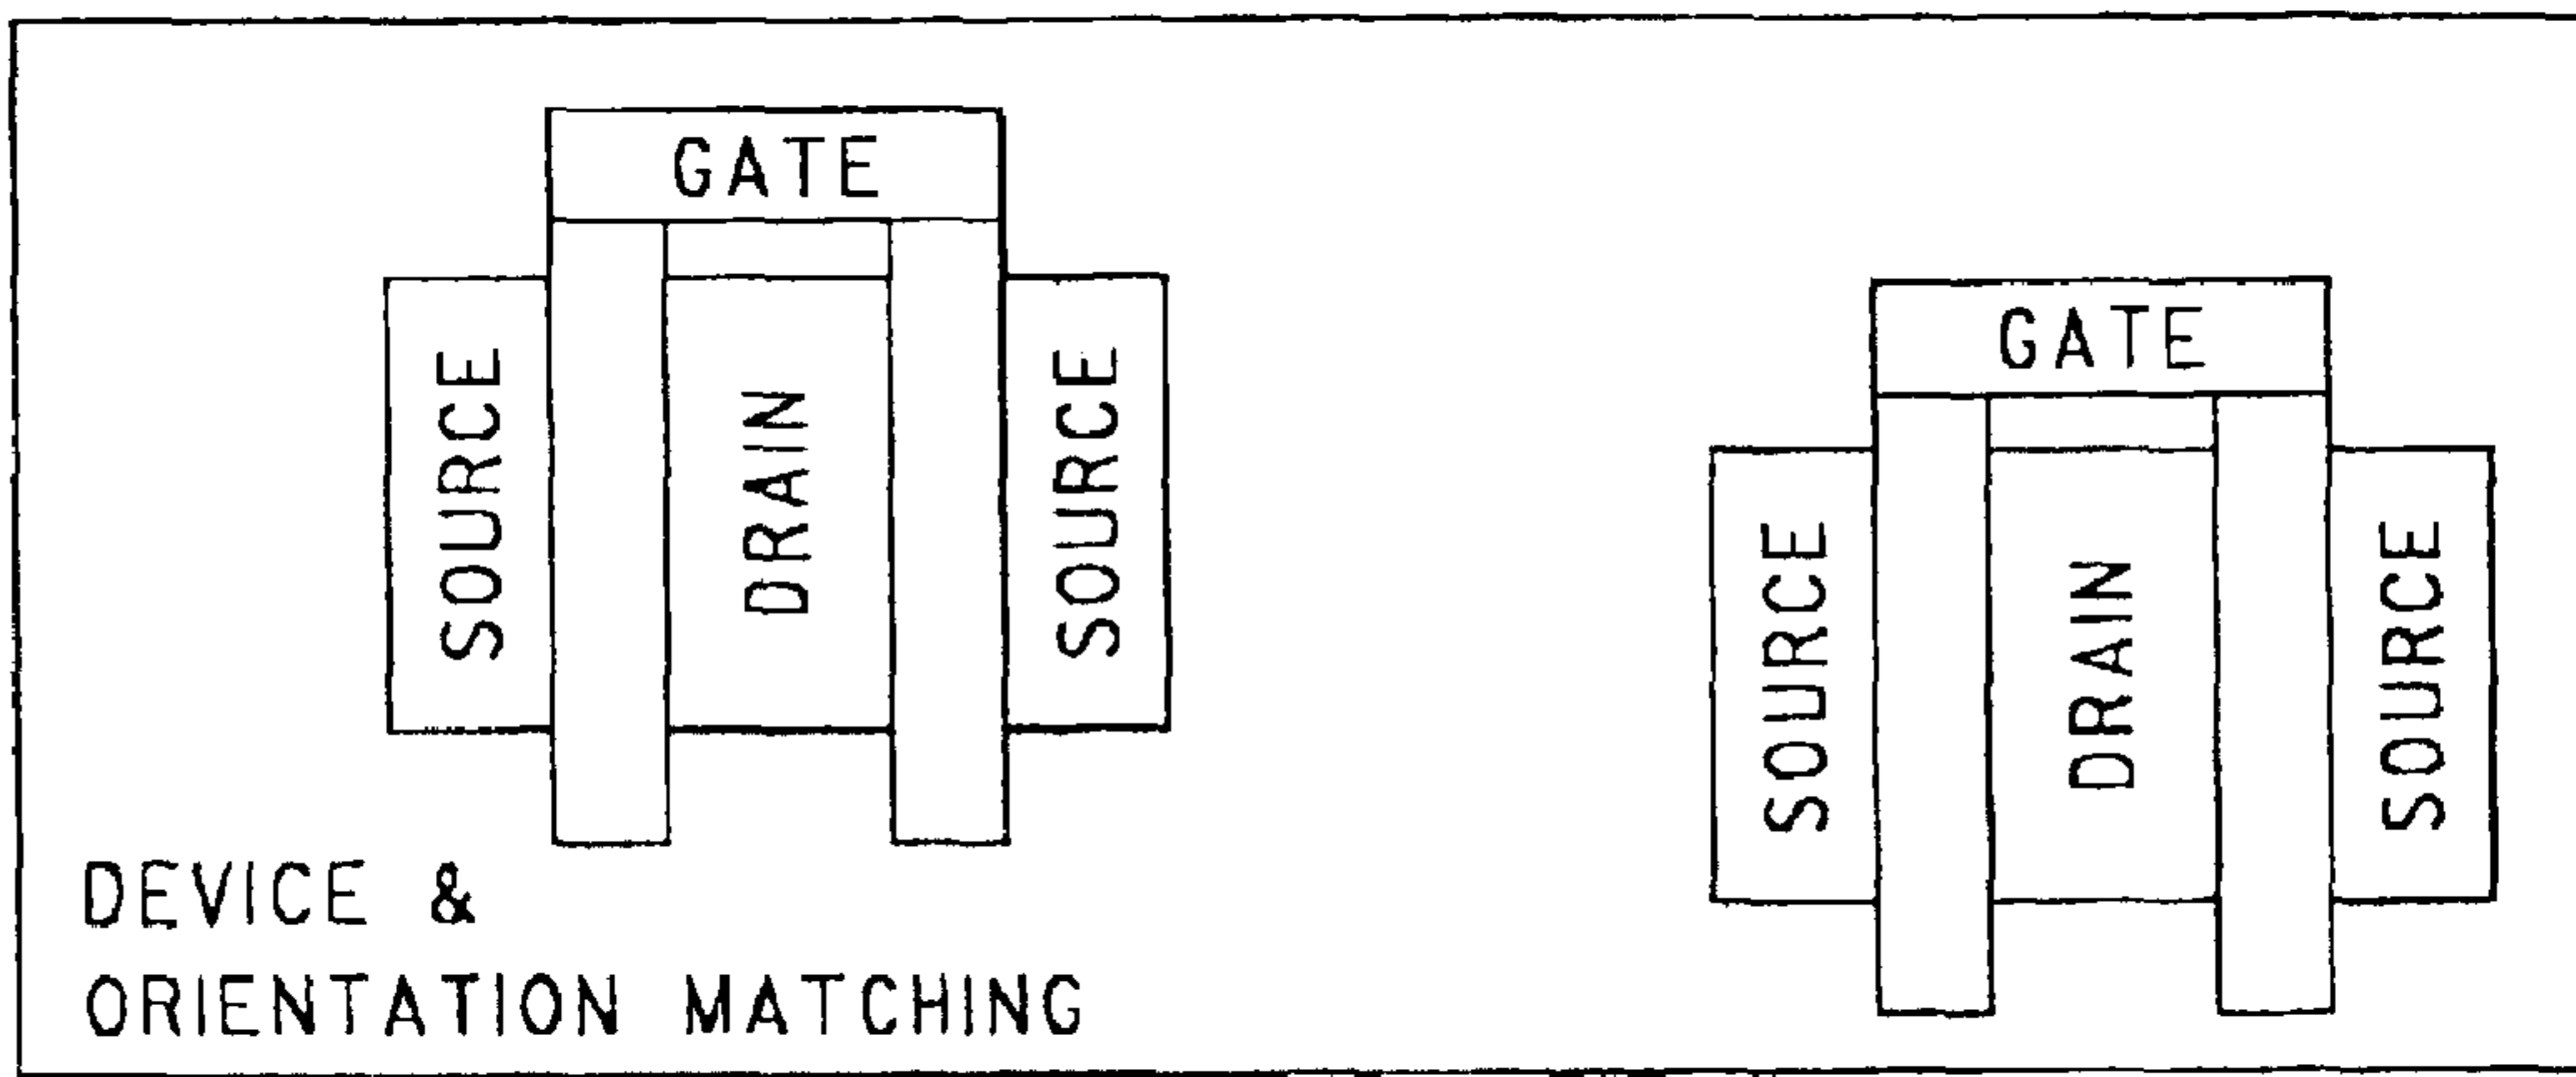 GATE
SOURCE
DRAIN
SOURCE
GATE
SOURCE
DRAIN
SOURCE
DEVICE &
ORIENTATION MATCHING